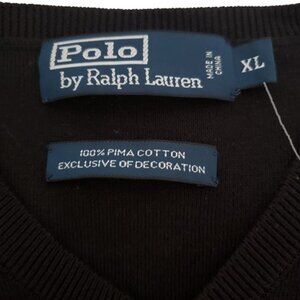 Polo
by Ralph Lauren
MADE IN
CHINA
XL
100% PIMA COTTON
EXCLUSIVE OF DECORATION